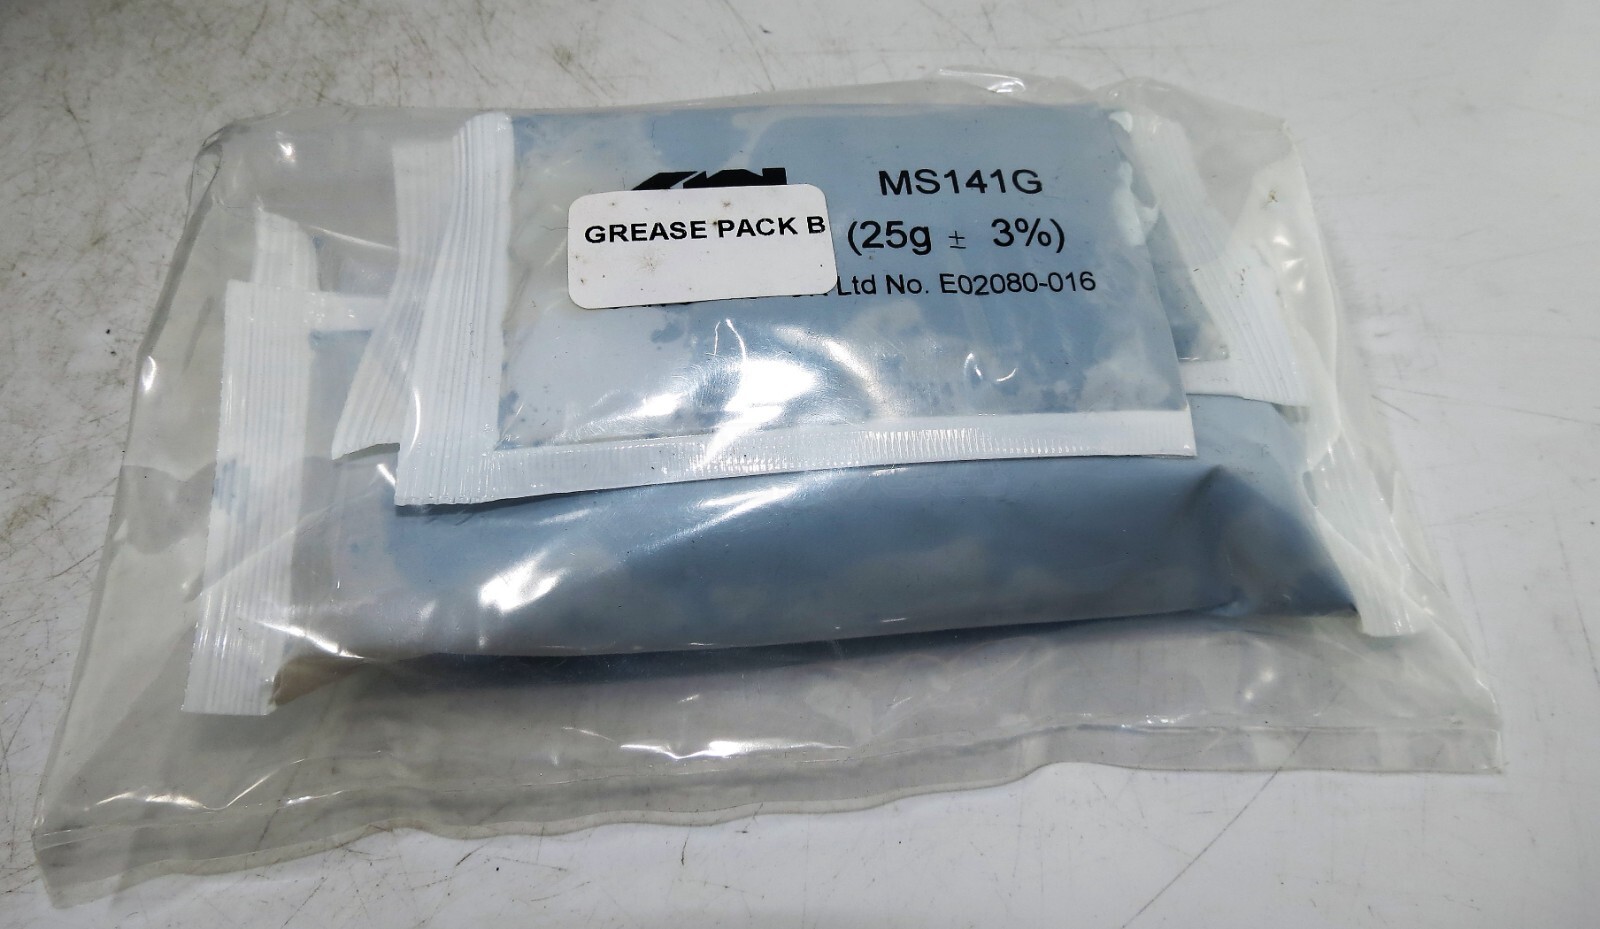 MS141G
GREASE PACK B
(25g ± 3%)
Ltd No. E02080-016